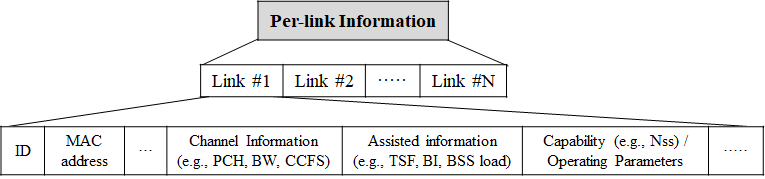 Per-link Information
Link #1 Link #2 ····· Link #N
ID MAC address ··· Channel Information (e.g., PCH, BW, CCFS) Assisted information (e.g., TSF, BI, BSS load) Capability (e.g., Nss) / Operating Parameters ·····